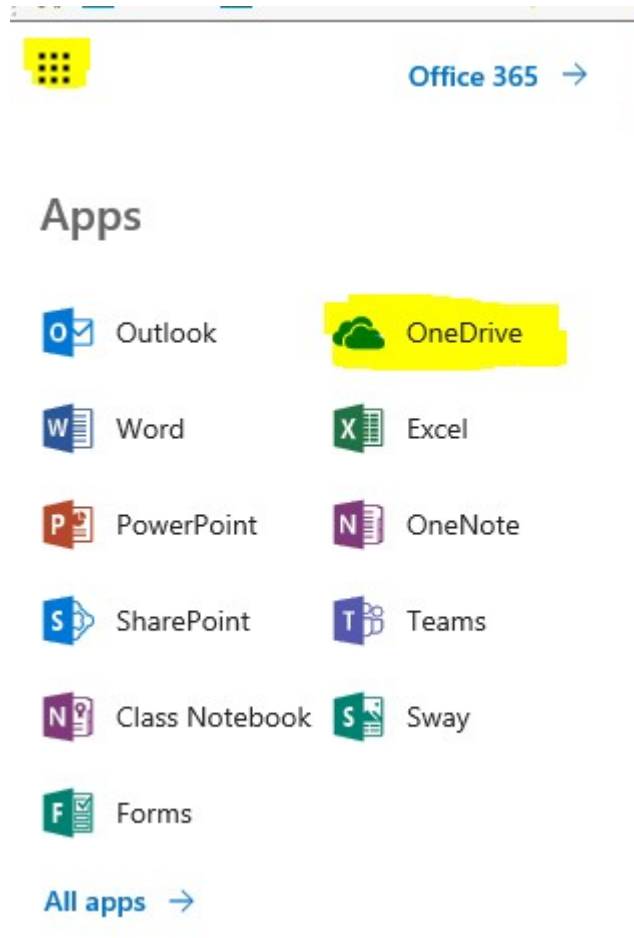 Office 365 →
Apps
Outlook
OneDrive
Word
Excel
PowerPoint
OneNote
SharePoint
Teams
Class Notebook
Sway
Forms
All apps →